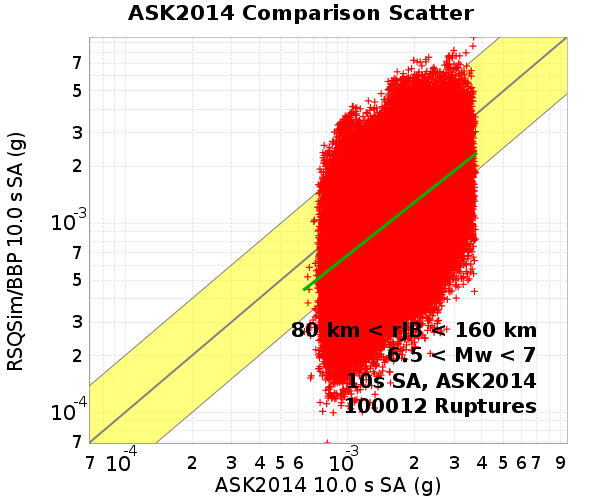 ASK2014 Comparison Scatter
RSQSim/BBP 10.0 s SA (g)
7
5
3
2
10⁻³
7
5
3
2
10⁻⁴
7
80 km < rJB < 160 km
6.5 < Mw < 7
10s SA, ASK2014
100012 Ruptures
7 10⁻⁴ 2 3 4 5 6 10⁻³ 2 3 4 5 6 7 9
ASK2014 10.0 s SA (g)